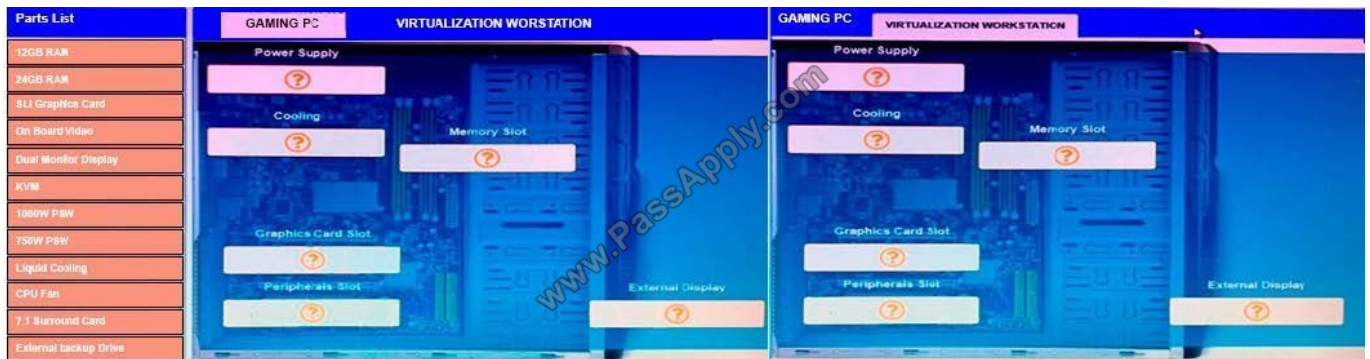 Parts List
12GB RAM
24GB RAM
SLI Graphics Card
On Board Video
Dual Monitor Display
KVM
1000W PSW
750W PSW
Liquid Cooling
CPU Fan
7.1 Surround Card
External backup Drive
GAMING PC
VIRTUALIZATION WORSTATION
Power Supply
?
Cooling
?
Memory Slot
?
Graphics Card Slot
?
Peripherals Slot
?
External Display
?
GAMING PC
VIRTUALIZATION WORKSTATION
Power Supply
?
Cooling
?
Memory Slot
?
Graphics Card Slot
?
Peripherals Slot
?
External Display
?
www.PassApply.com